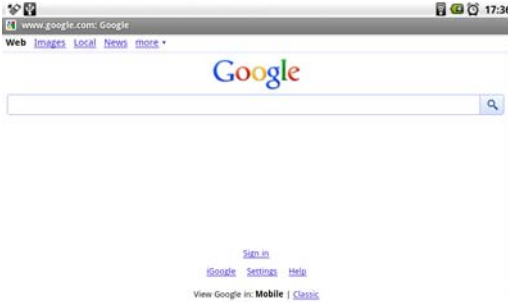 17:36
www.google.com: Google
Web Images Local News more
Google
Sign in
iGoogle Settings Help
View Google in: Mobile | Classic